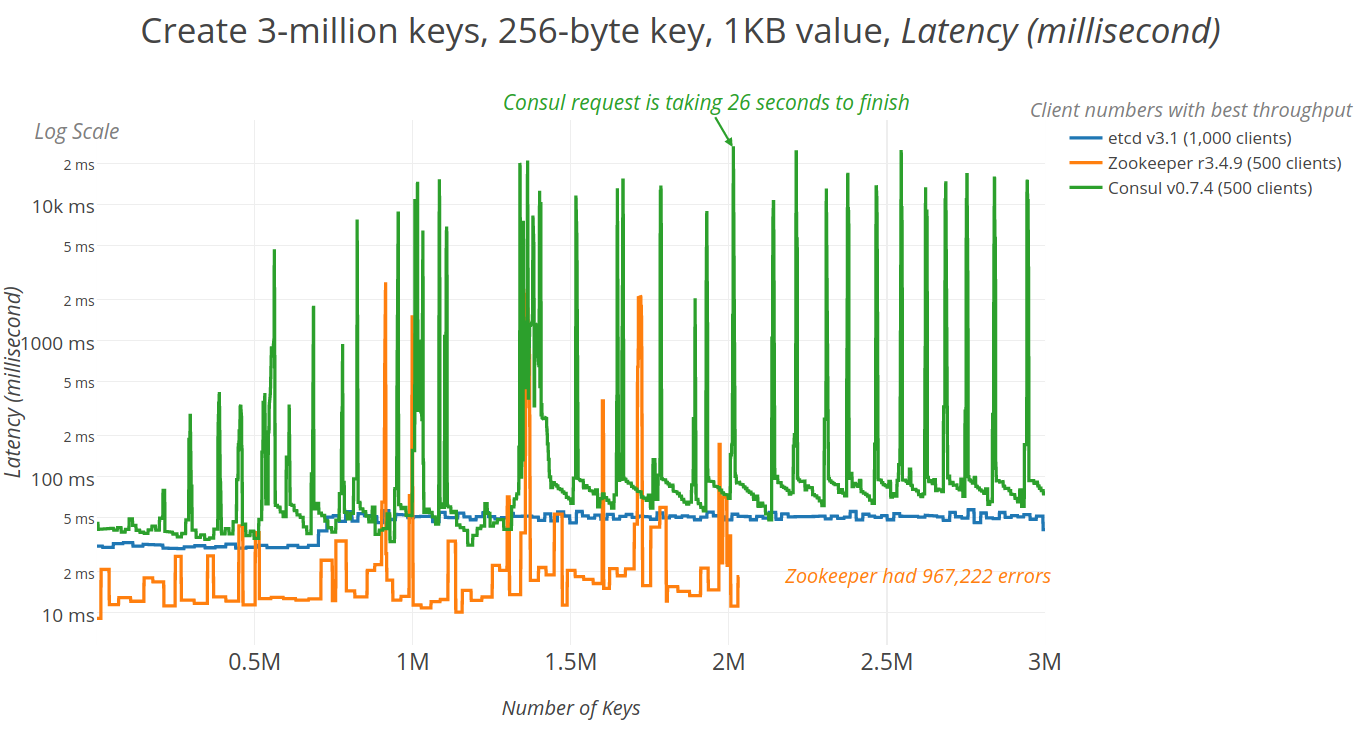 Create 3-million keys, 256-byte key, 1KB value, Latency (millisecond)
Consul request is taking 26 seconds to finish
Client numbers with best throughput
Log Scale
etcd v3.1 (1,000 clients)
Zookeeper r3.4.9 (500 clients)
Consul v0.7.4 (500 clients)
2 ms
10k ms
5 ms
2 ms
1000 ms
5 ms
2 ms
100 ms
5 ms
2 ms
10 ms
Latency (millisecond)
Zookeeper had 967,222 errors
0.5M
1M
1.5M
2M
2.5M
3M
Number of Keys